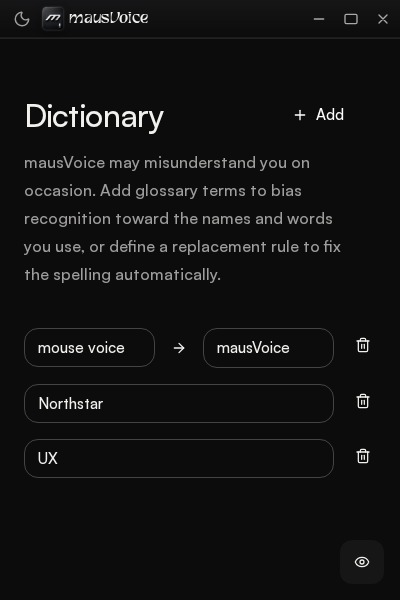 mausVoice
Dictionary
+ Add
mausVoice may misunderstand you on
occasion. Add glossary terms to bias
recognition toward the names and words
you use, or define a replacement rule to fix
the spelling automatically.
mouse voice → mausVoice
Northstar
UX